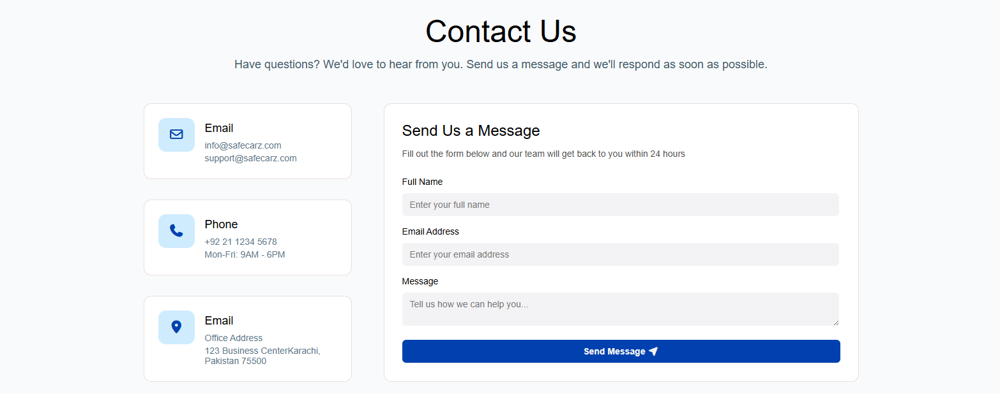 Contact Us
Have questions? We'd love to hear from you. Send us a message and we'll respond as soon as possible.
Email
info@safecarz.com
support@safecarz.com
Phone
+92 21 1234 5678
Mon-Fri: 9AM - 6PM
Email
Office Address
123 Business CenterKarachi,
Pakistan 75500
Send Us a Message
Fill out the form below and our team will get back to you within 24 hours
Full Name
Enter your full name
Email Address
Enter your email address
Message
Tell us how we can help you...
Send Message